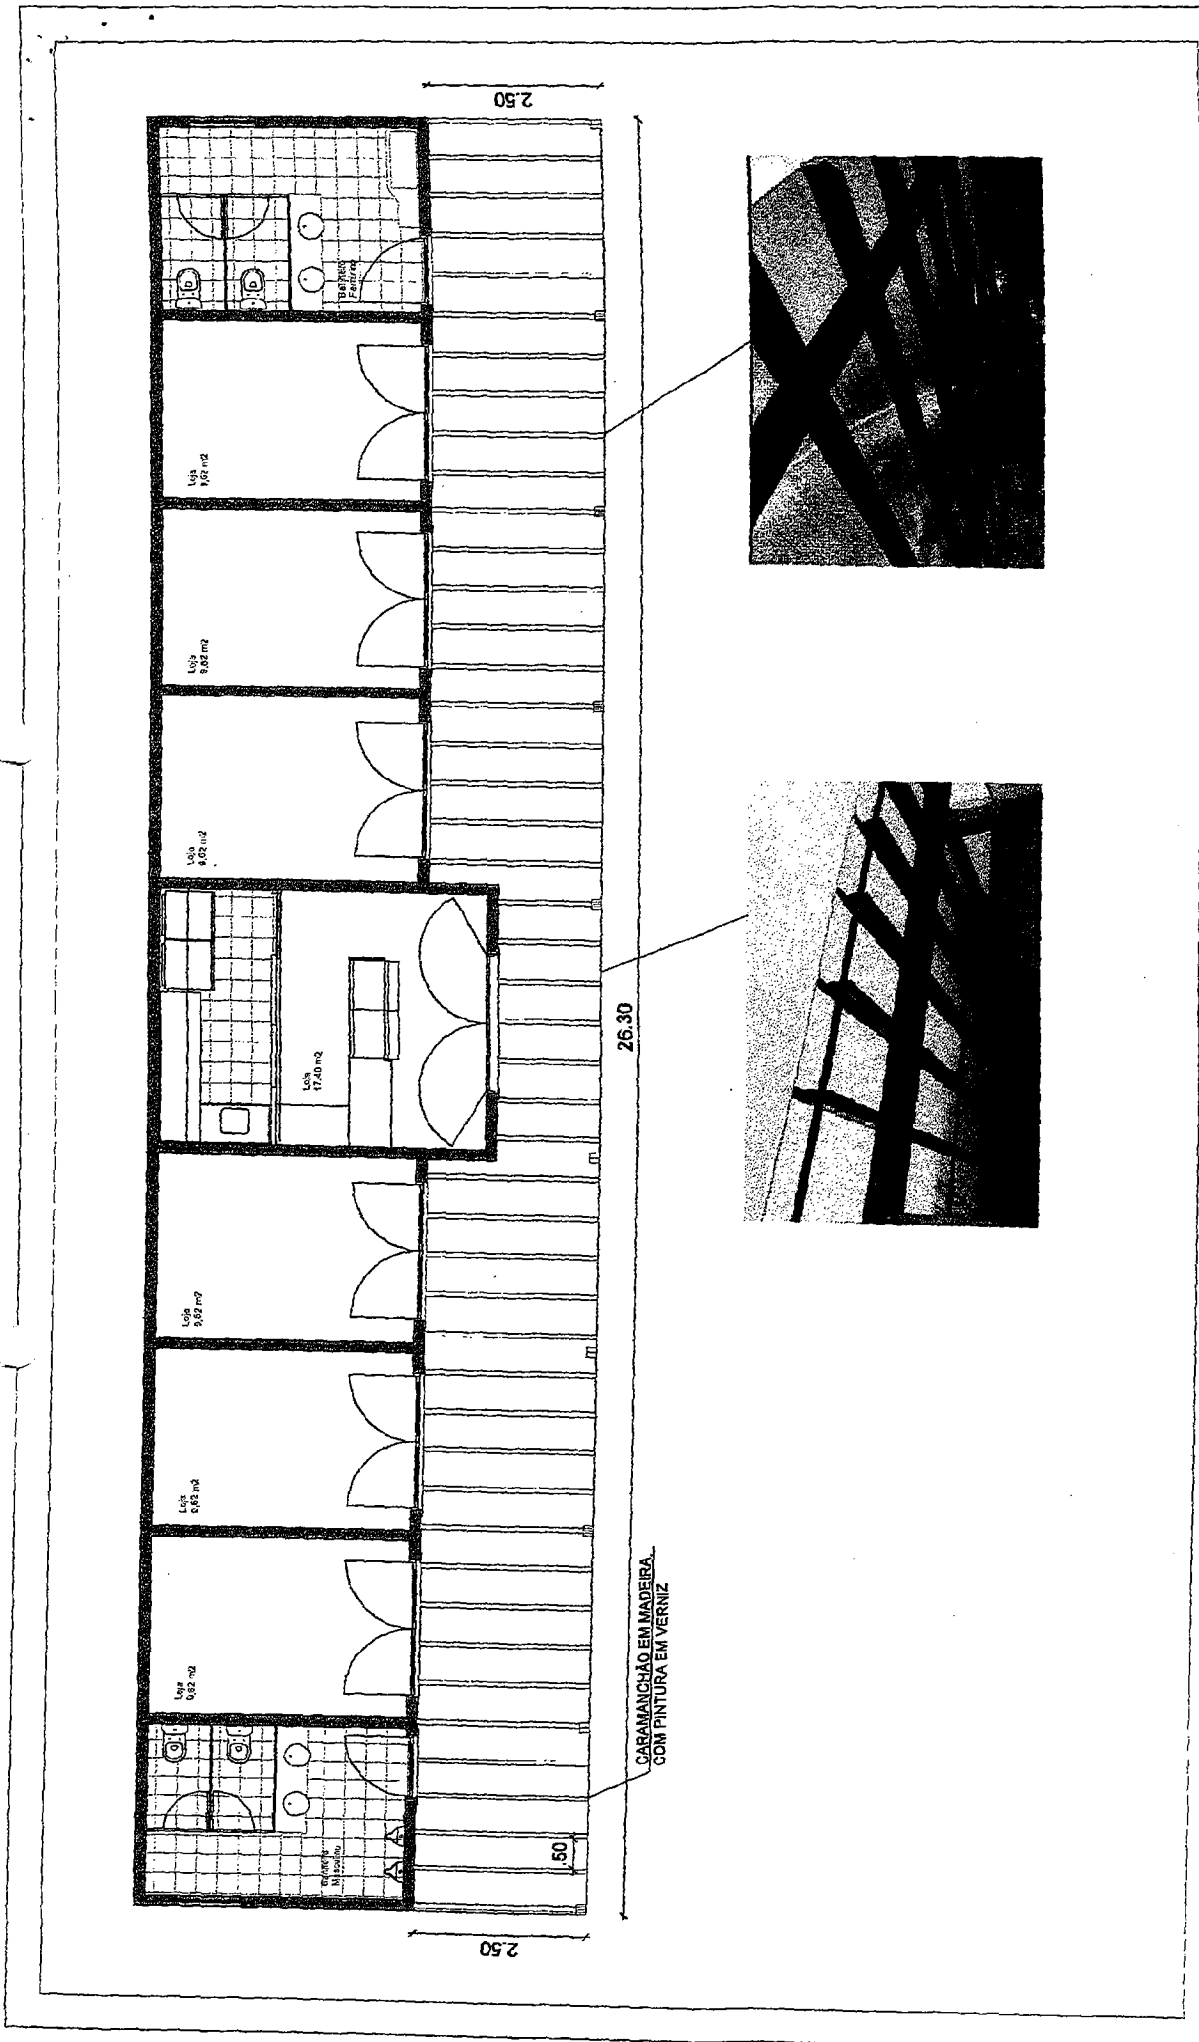 Banheiro
Masculino
Loja
9,62 m2
Loja
9,62 m2
Loja
9,62 m2
Loja
17,40 m2
Loja
9,62 m2
Loja
9,62 m2
Loja
9,62 m2
Banheiro
Feminino
2.50
.50
2.50
26.30
CARAMANCHÃO EM MADEIRA,
COM PINTURA EM VERNIZ